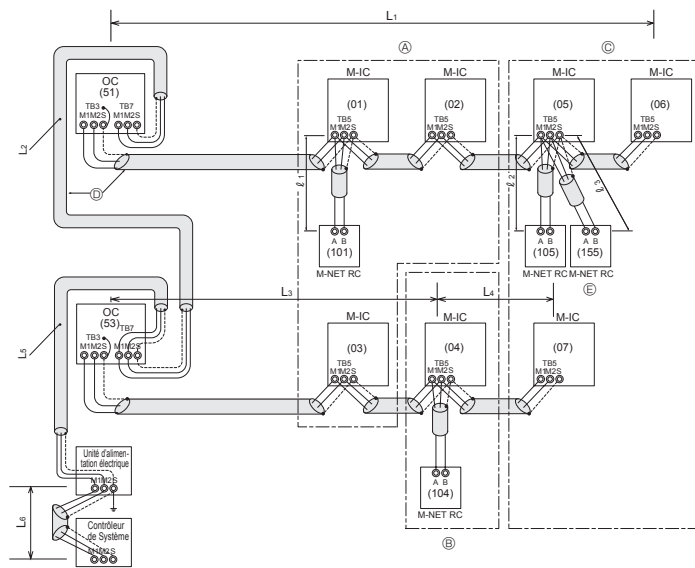 L1
Ⓐ
Ⓒ
OC
(51)
TB3
TB7
M1M2S
M1M2S
M-IC
(01)
TB5
M1M2S
M-IC
(02)
TB5
M1M2S
M-IC
(05)
TB5
M1M2S
M-IC
(06)
TB5
M1M2S
L2
Ⓓ
ℓ1
ℓ2
ℓ3
A B
(101)
M-NET RC
A B
(105)
M-NET RC
A B
(155)
M-NET RC
Ⓔ
L3
L4
OC
(53)
TB3
TB7
M1M2S
M1M2S
M-IC
(03)
TB5
M1M2S
M-IC
(04)
TB5
M1M2S
M-IC
(07)
TB5
M1M2S
L5
Unité d'alimen-
tation électrique
M1M2S
A B
(104)
M-NET RC
L6
Contrôleur
de Système
M1M2S
Ⓑ